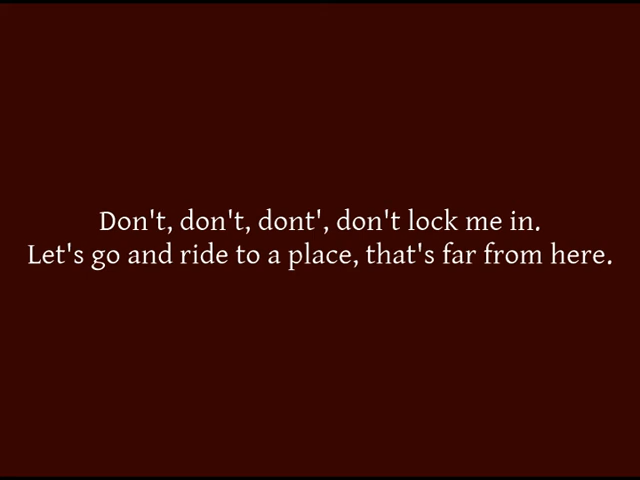 Don't, don't, dont', don't lock me in.
Let's go and ride to a place, that's far from here.